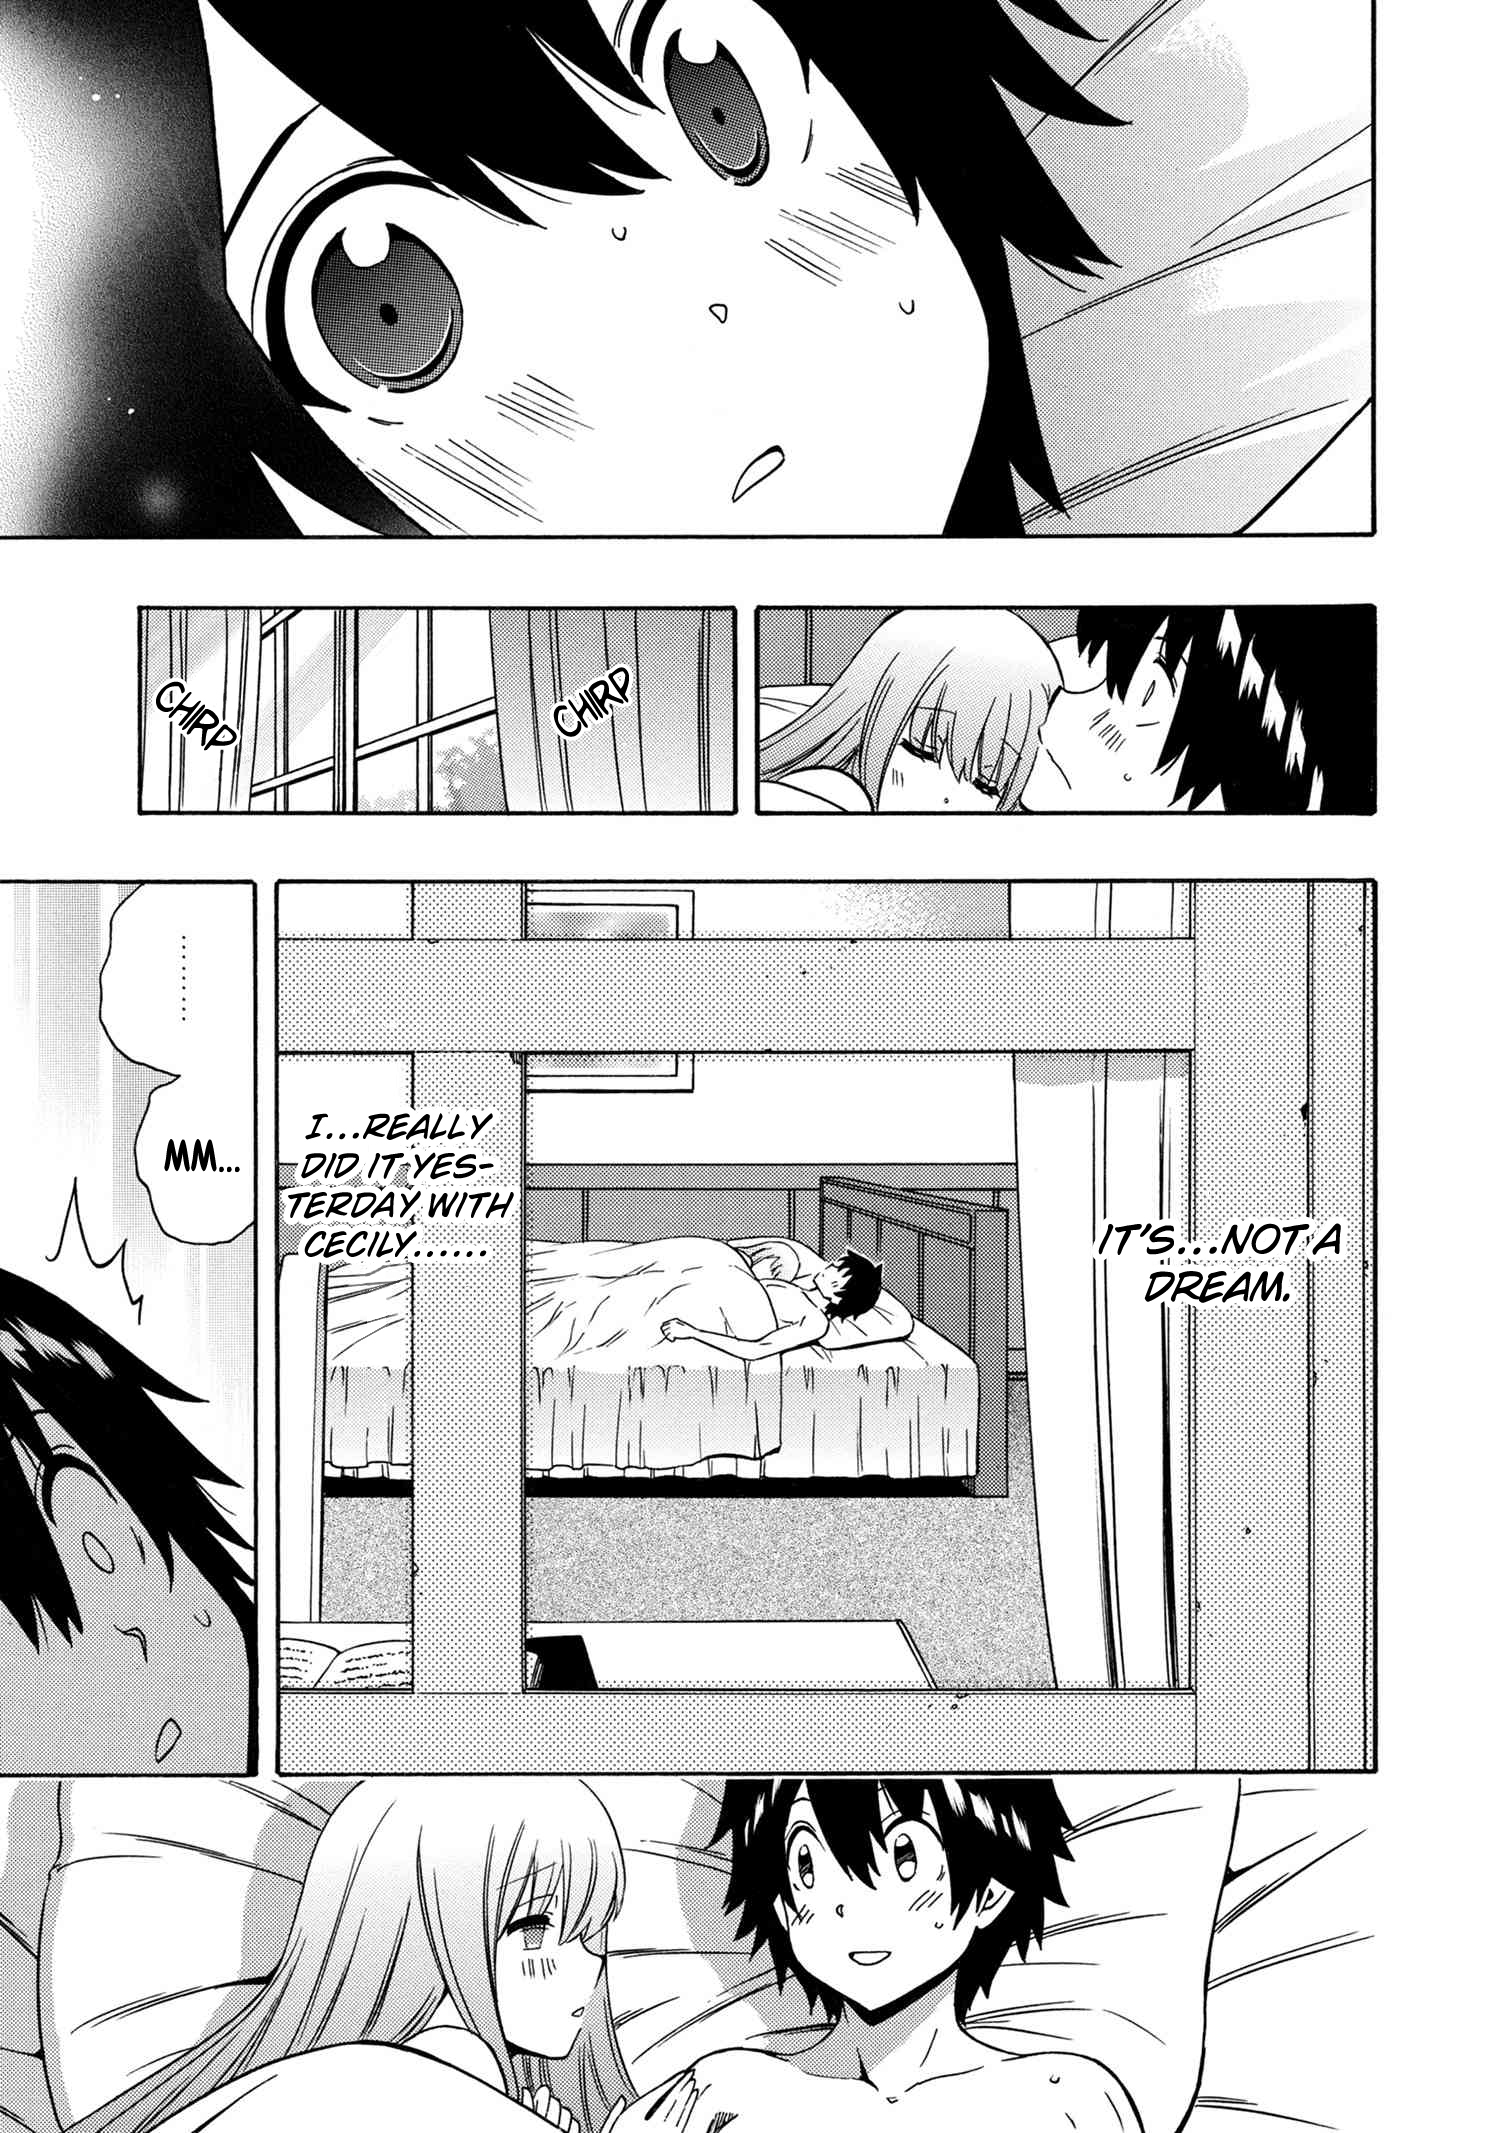 CHIRP
CHIRP
IT'S...NOT A
DREAM.
I...REALLY
DID IT YES-
TERDAY WITH
CECILY......
.........
MM...